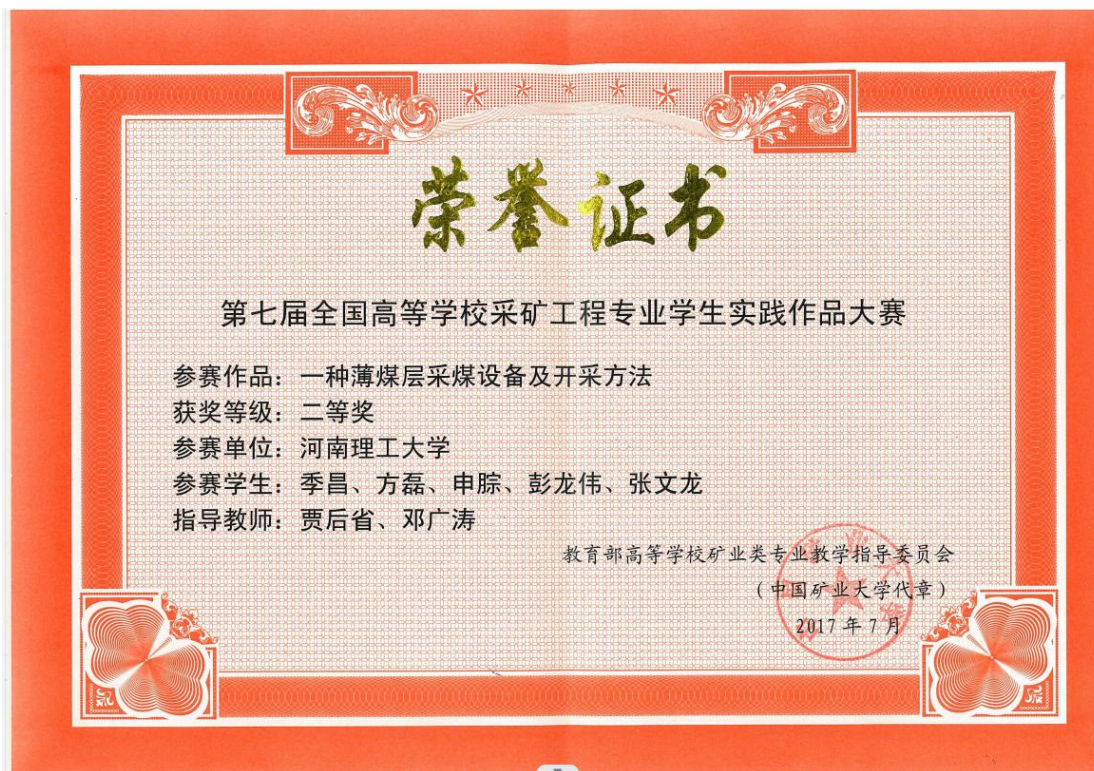 荣誉证书
第七届全国高等学校采矿工程专业学生实践作品大赛
参赛作品：一种薄煤层采煤设备及开采方法
获奖等级：二等奖
参赛单位：河南理工大学
参赛学生：季昌、方磊、申腙、彭龙伟、张文龙
指导教师：贾后省、邓广涛
教育部高等学校矿业类专业教学指导委员会
（中国矿业大学代章）
2017年7月